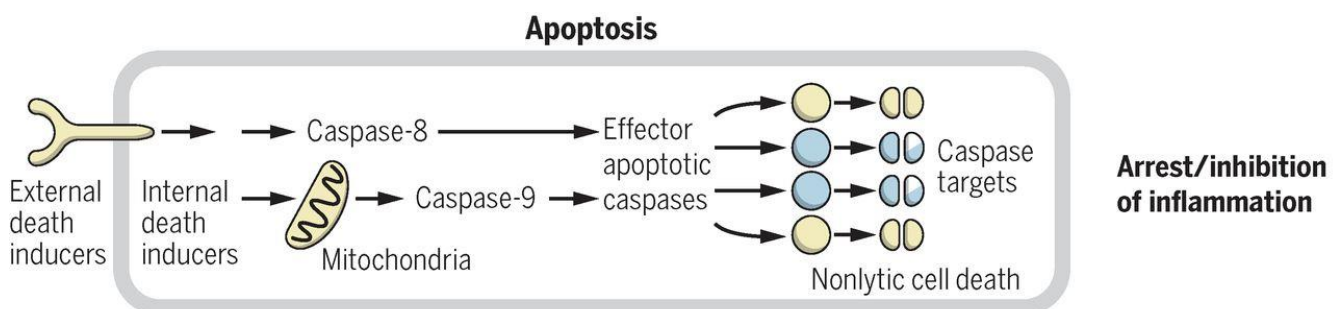 Apoptosis
External
death
inducers
Internal
death
inducers
Caspase-8
Mitochondria
Caspase-9
Effector
apoptotic
caspases
Caspase
targets
Nonlytic cell death
Arrest/inhibition
of inflammation